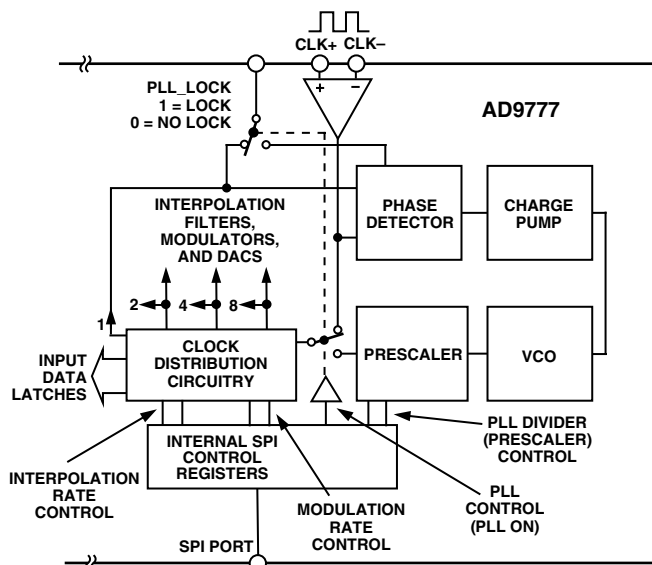 CLK+ CLK–
PLL_LOCK
1 = LOCK
0 = NO LOCK
+ –
AD9777
INTERPOLATION
FILTERS,
MODULATORS,
AND DACS
PHASE
DETECTOR
CHARGE
PUMP
2
4
8
1
CLOCK
DISTRIBUTION
CIRCUITRY
PRESCALER
VCO
INPUT
DATA
LATCHES
INTERNAL SPI
CONTROL
REGISTERS
PLL DIVIDER
(PRESCALER)
CONTROL
INTERPOLATION
RATE
CONTROL
MODULATION
RATE
CONTROL
PLL
CONTROL
(PLL ON)
SPI PORT